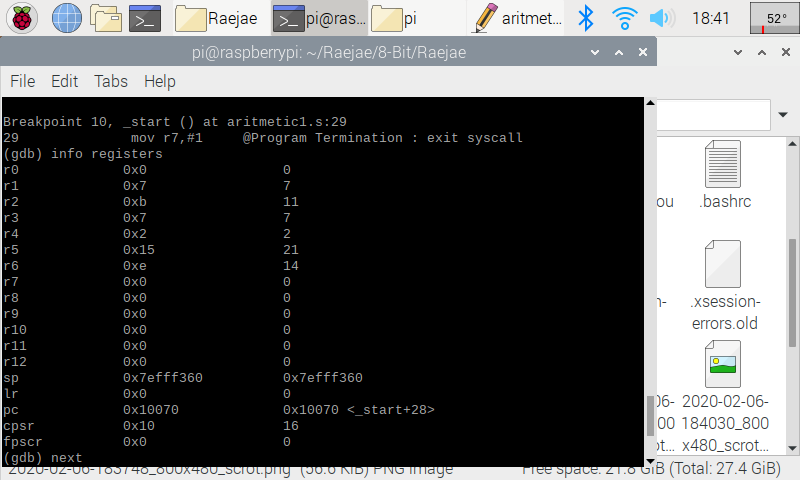 Raejae
pi@ras...
pi
aritmet...
18:41
52°
pi@raspberrypi: ~/Raejae/8-Bit/Raejae
File Edit Tabs Help
Breakpoint 10, _start () at aritmetic1.s:29
29 mov r7,#1 @Program Termination : exit syscall
(gdb) info registers
r0 0x0 0
r1 0x7 7
r2 0xb 11
r3 0x7 7
r4 0x2 2
r5 0x15 21
r6 0xe 14
r7 0x0 0
r8 0x0 0
r9 0x0 0
r10 0x0 0
r11 0x0 0
r12 0x0 0
sp 0x7efff360 0x7efff360
lr 0x0 0
pc 0x10070 0x10070 <_start+28>
cpsr 0x10 16
fpscr 0x0 0
(gdb) next
ou
.bashrc
n-
.xsession-
errors.old
06-
2020-02-06-
800
184030_800
ot...
x480_scrot...
2020-02-06-183748_800x480_scrot.png (56.6 KiB) PNG image
Free space: 21.8 GiB (Total: 27.4 GiB)